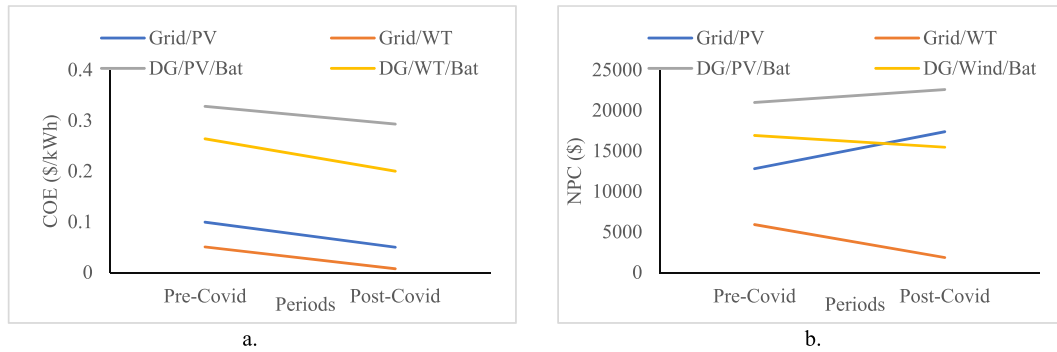 Grid/PV Grid/WT
DG/PV/Bat DG/WT/Bat
0.4
0.3
0.2
0.1
0
COE ($/kWh)
Pre-Covid Post-Covid
Periods
a.
Grid/PV Grid/WT
DG/PV/Bat DG/Wind/Bat
25000
20000
15000
10000
5000
0
NPC ($)
Pre-Covid Post-Covid
Periods
b.